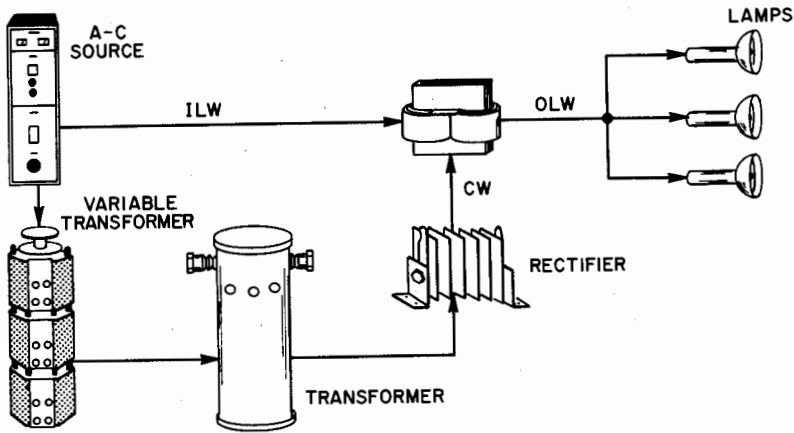 LAMPS
A-C
SOURCE
ILW
OLW
CW
VARIABLE
TRANSFORMER
RECTIFIER
TRANSFORMER